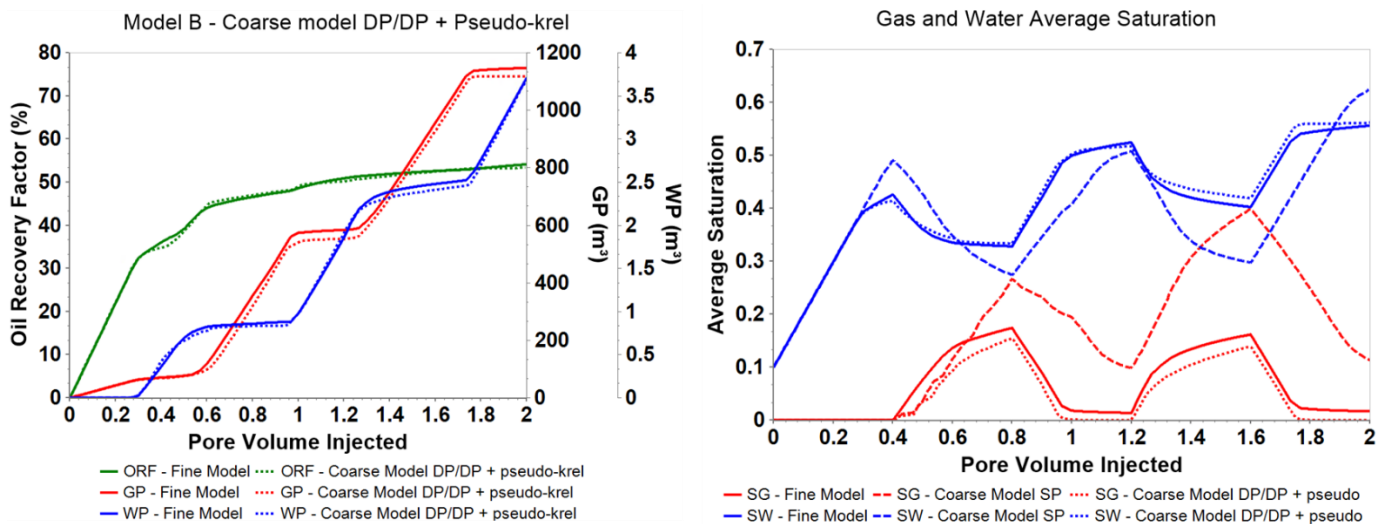 Model B - Coarse model DP/DP + Pseudo-krel
80
70
60
50
40
30
20
10
0
Oil Recovery Factor (%)
1200
1000
800
600
400
200
0
GP (m³)
4
3.5
3
2.5
2
1.5
1
0.5
0
WP (m³)
0 0.2 0.4 0.6 0.8 1 1.2 1.4 1.6 1.8 2
Pore Volume Injected
ORF - Fine Model ORF - Coarse Model DP/DP + pseudo-krel
GP - Fine Model GP - Coarse Model DP/DP + pseudo-krel
WP - Fine Model WP - Coarse Model DP/DP + pseudo-krel
Gas and Water Average Saturation
0.7
0.6
0.5
0.4
0.3
0.2
0.1
0
Average Saturation
0 0.2 0.4 0.6 0.8 1 1.2 1.4 1.6 1.8 2
Pore Volume Injected
SG - Fine Model SG - Coarse Model SP SG - Coarse Model DP/DP + pseudo
SW - Fine Model SW - Coarse Model SP SW - Coarse Model DP/DP + pseudo